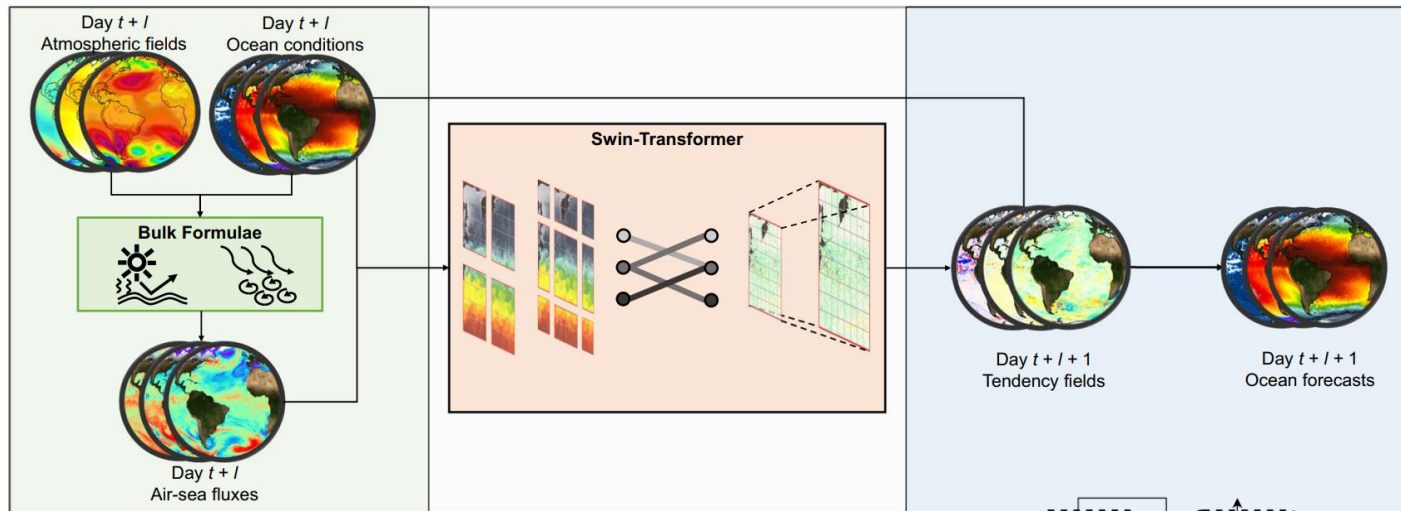 Day t + l
Atmospheric fields
Day t + l
Ocean conditions
Bulk Formulae
Day t + l
Air-sea fluxes
Swin-Transformer
Day t + l + 1
Tendency fields
Day t + l + 1
Ocean forecasts